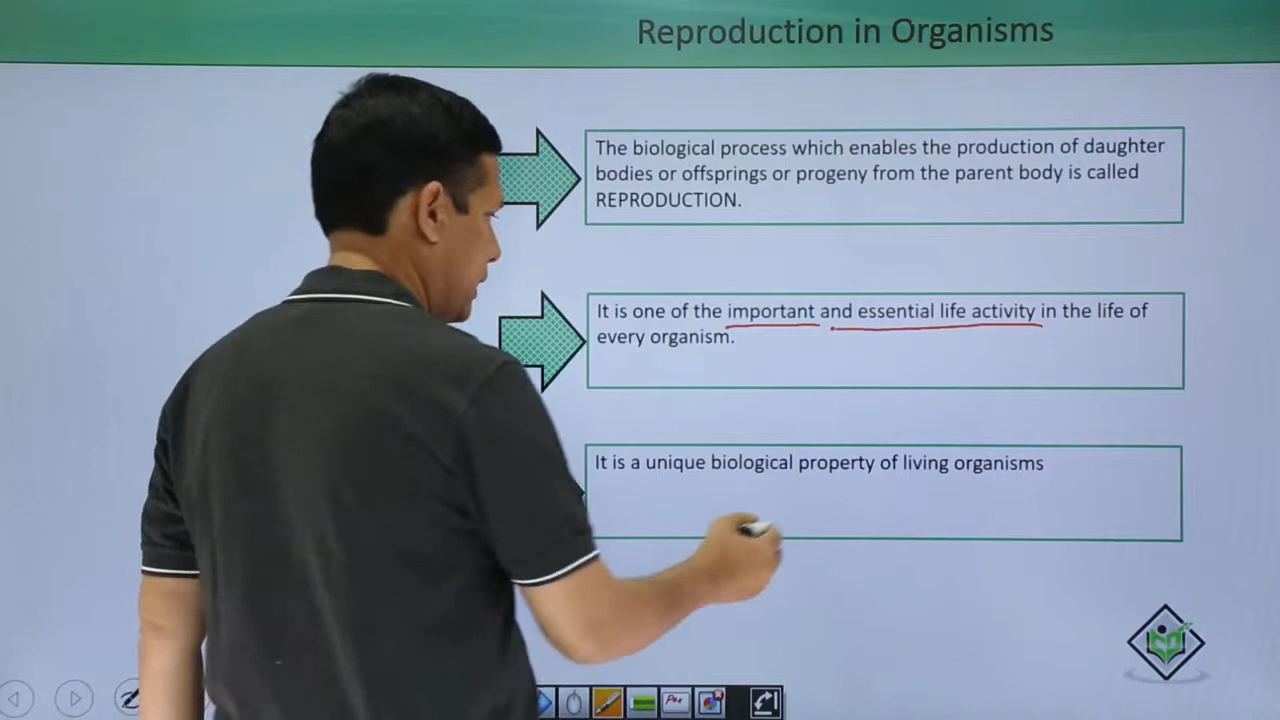 Reproduction in Organisms
The biological process which enables the production of daughter
bodies or offsprings or progeny from the parent body is called
REPRODUCTION.
It is one of the important and essential life activity in the life of
every organism.
It is a unique biological property of living organisms